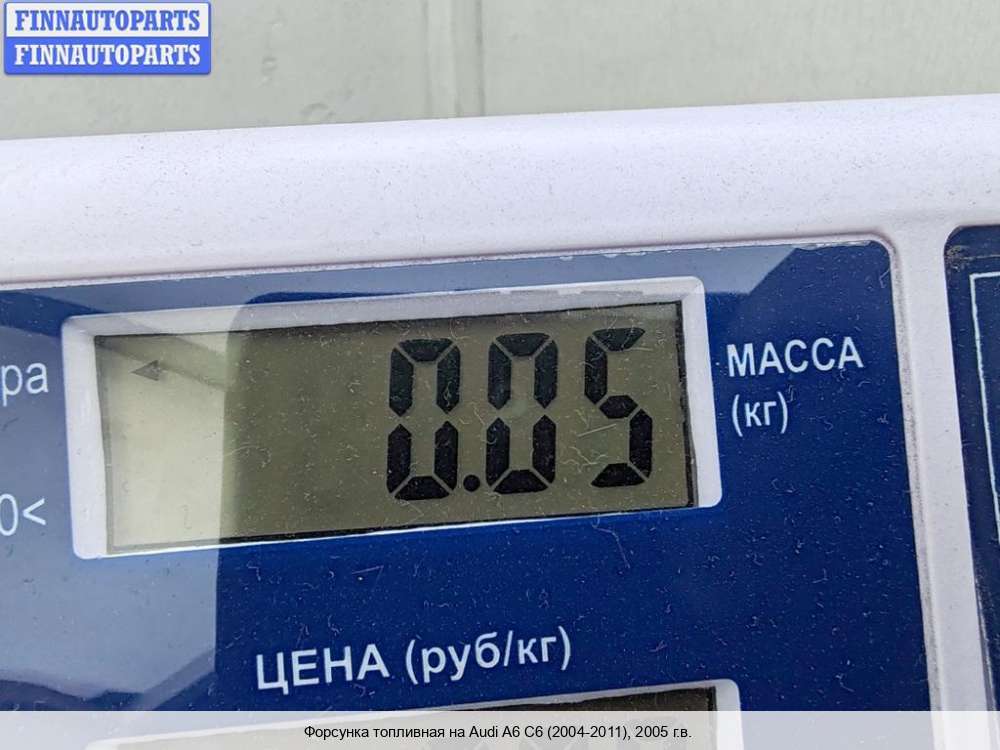 FINNAUTOPARTS
FINNAUTOPARTS
ра
0.05
МАССА
(кг)
0<
ЦЕНА (руб/кг)
Форсунка топливная на Audi A6 C6 (2004-2011), 2005 г.в.